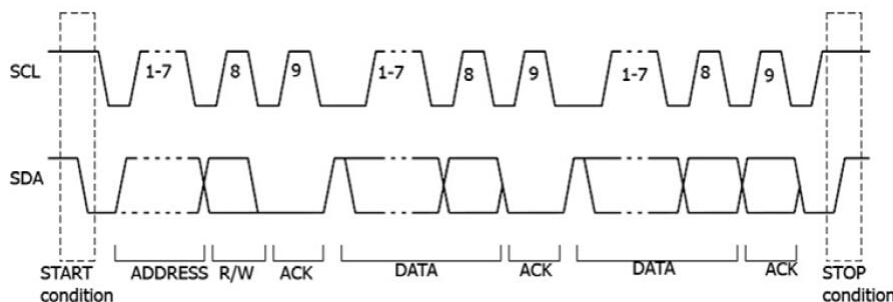 SCL 1-7 8 9 1-7 8 9 1-7 8 9
SDA
START condition
ADDRESS R/W ACK DATA ACK DATA ACK
STOP condition